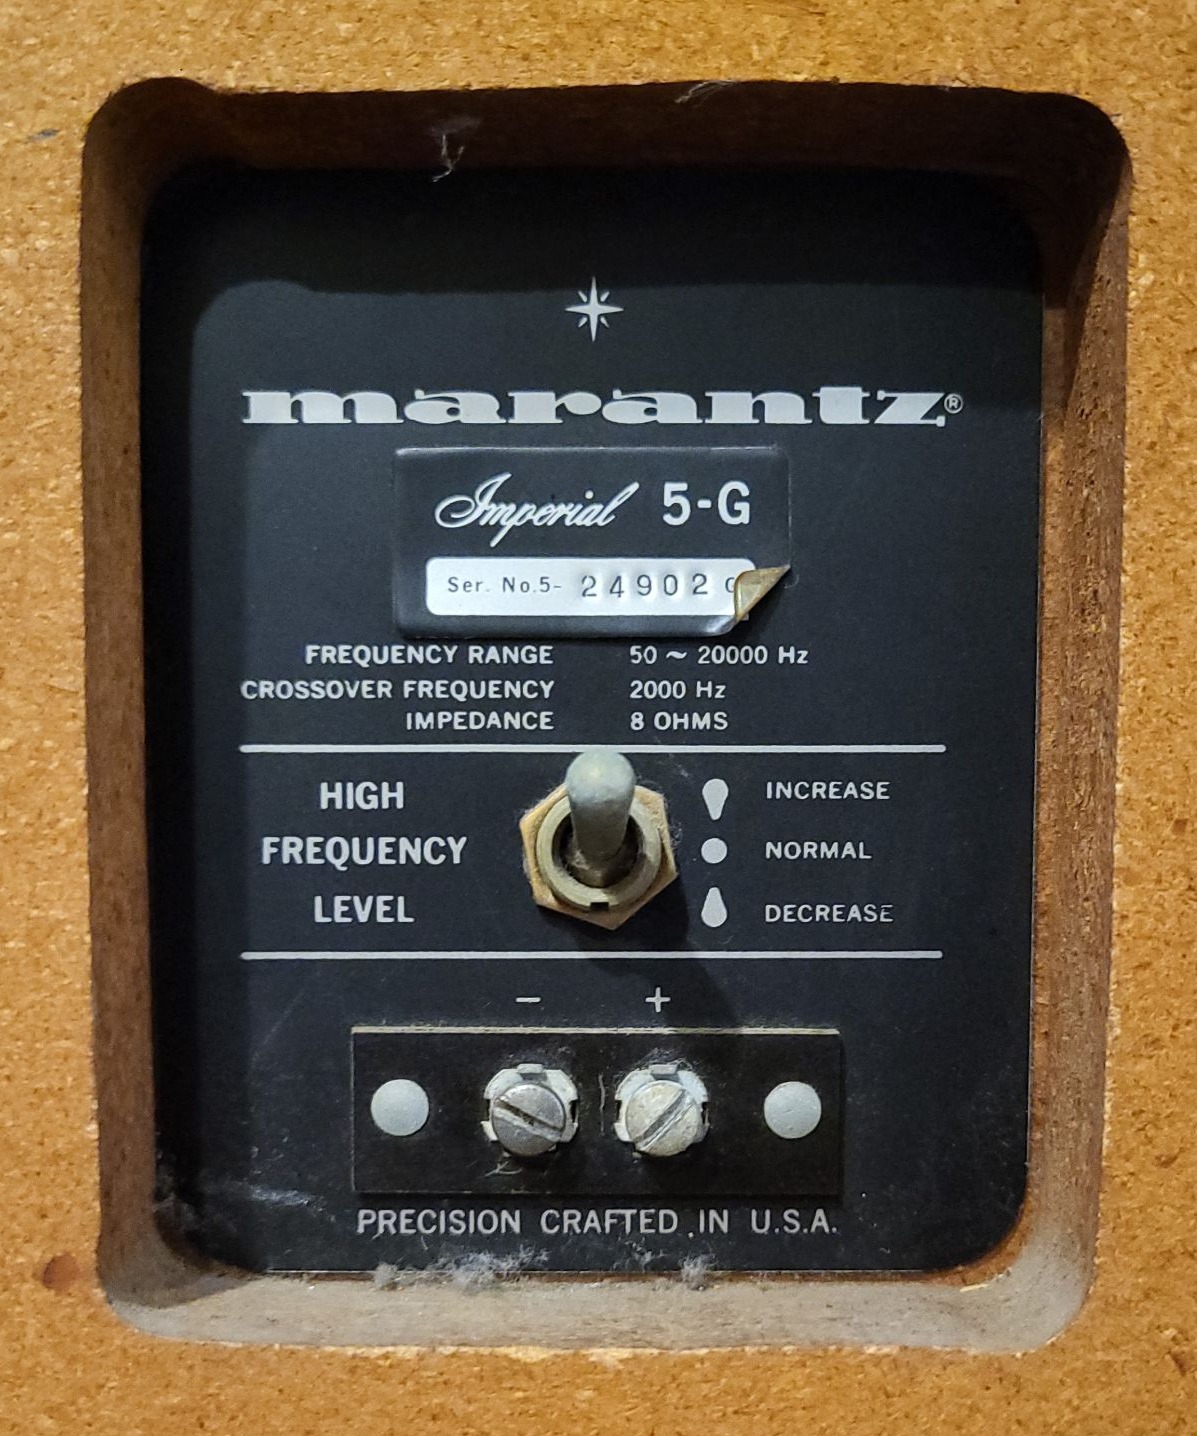 marantz®
Imperial 5-G
Ser. No.5- 24902
FREQUENCY RANGE 50 ~ 20000 Hz
CROSSOVER FREQUENCY 2000 Hz
IMPEDANCE 8 OHMS
HIGH
FREQUENCY
LEVEL
INCREASE
NORMAL
DECREASE
− +
PRECISION CRAFTED IN U.S.A.